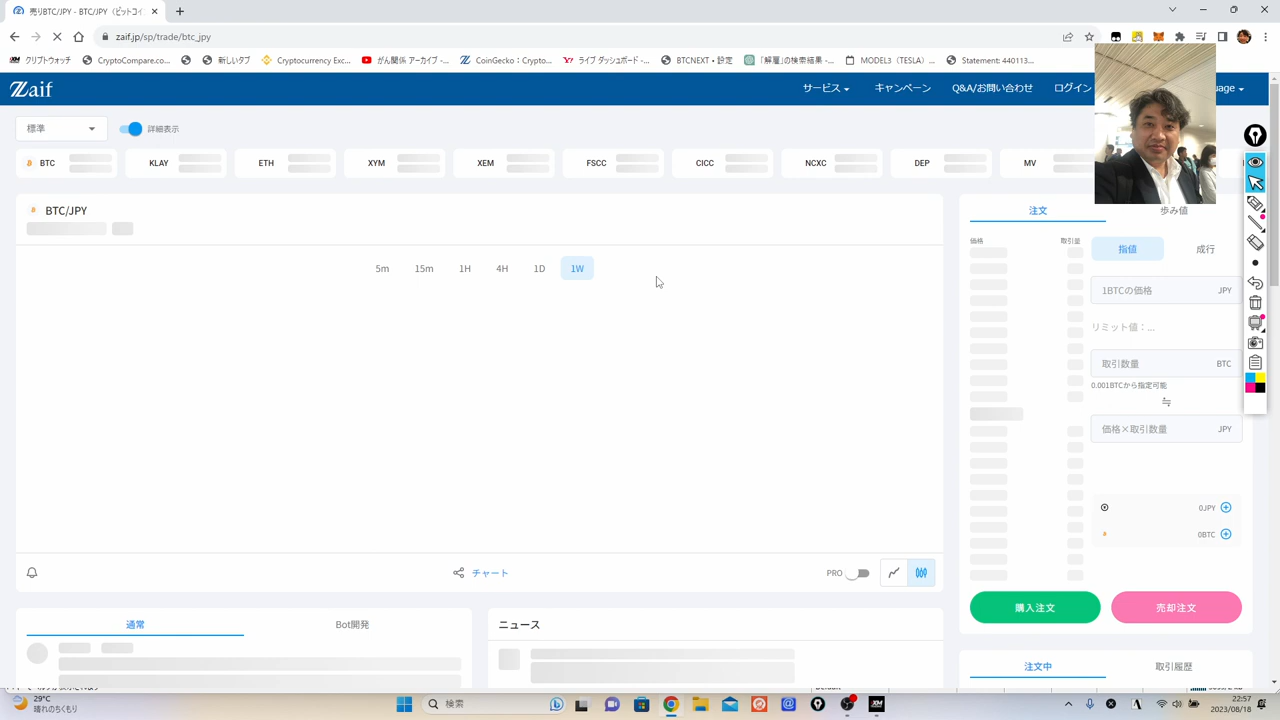 売りBTC/JPY - BTC/JPY（ビットコイ
zaif.jp/sp/trade/btc_jpy
クリプトウォッチ CryptoCompare.co... 新しいタブ Cryptocurrency Exc... がん関係 アーカイブ -... CoinGecko：Crypto... ライブ ダッシュボード -... BTCNEXT • 設定 「解雇」の検索結果 -... MODEL3（TESLA）... Statement: 440113...
Zaif サービス キャンペーン Q&A/お問い合わせ ログイン uage
標準 詳細表示
BTC KLAY ETH XYM XEM FSCC CICC NCXC DEP MV
BTC/JPY
5m 15m 1H 4H 1D 1W
チャート PRO
通常 Bot開発
ニュース
注文 歩み値
価格 取引量
指値 成行
1BTCの価格 JPY
リミット値：...
取引数量 BTC
0.001BTCから指定可能
価格×取引数量 JPY
0JPY
0BTC
購入注文 売却注文
注文中 取引履歴
29°C
晴れのちくもり
検索
22:57
2023/08/18